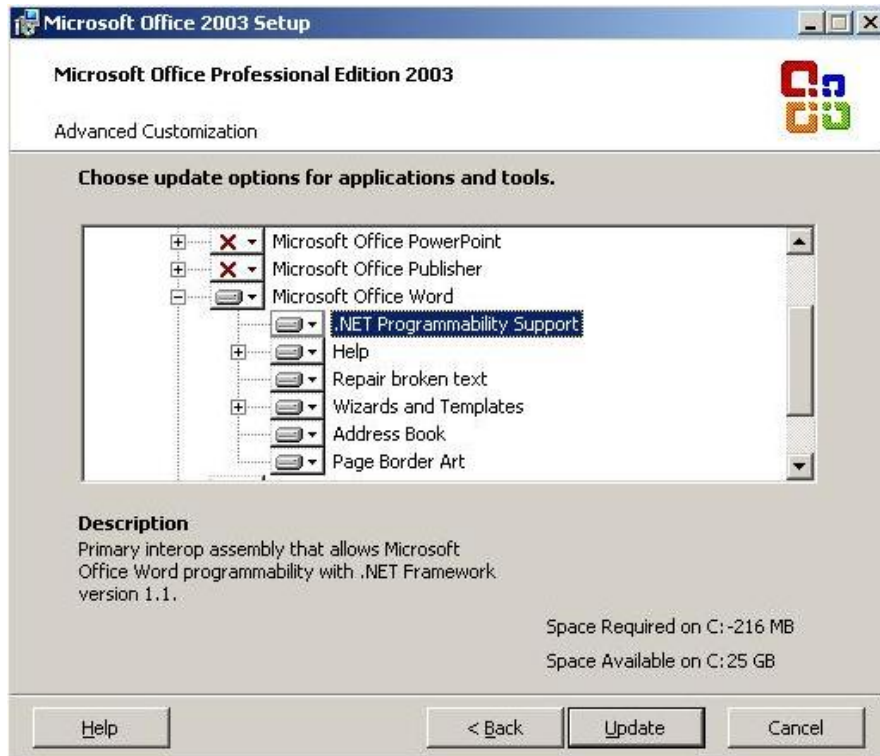 Microsoft Office 2003 Setup
Microsoft Office Professional Edition 2003
Advanced Customization
Choose update options for applications and tools.
Microsoft Office PowerPoint
Microsoft Office Publisher
Microsoft Office Word
.NET Programmability Support
Help
Repair broken text
Wizards and Templates
Address Book
Page Border Art
Description
Primary interop assembly that allows Microsoft
Office Word programmability with .NET Framework
version 1.1.
Space Required on C:-216 MB
Space Available on C:25 GB
Help
< Back
Update
Cancel